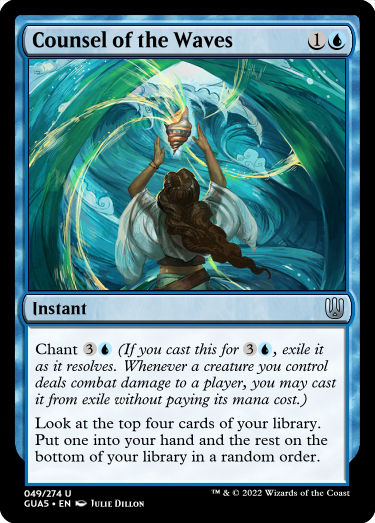 Counsel of the Waves 1
Instant
Chant 3 (If you cast this for 3, exile it
as it resolves. Whenever a creature you control
deals combat damage to a player, you may cast
it from exile without paying its mana cost.)
Look at the top four cards of your library.
Put one into your hand and the rest on the
bottom of your library in a random order.
049/274 U
GUA5 • EN JULIE DILLON
™ & © 2022 Wizards of the Coast